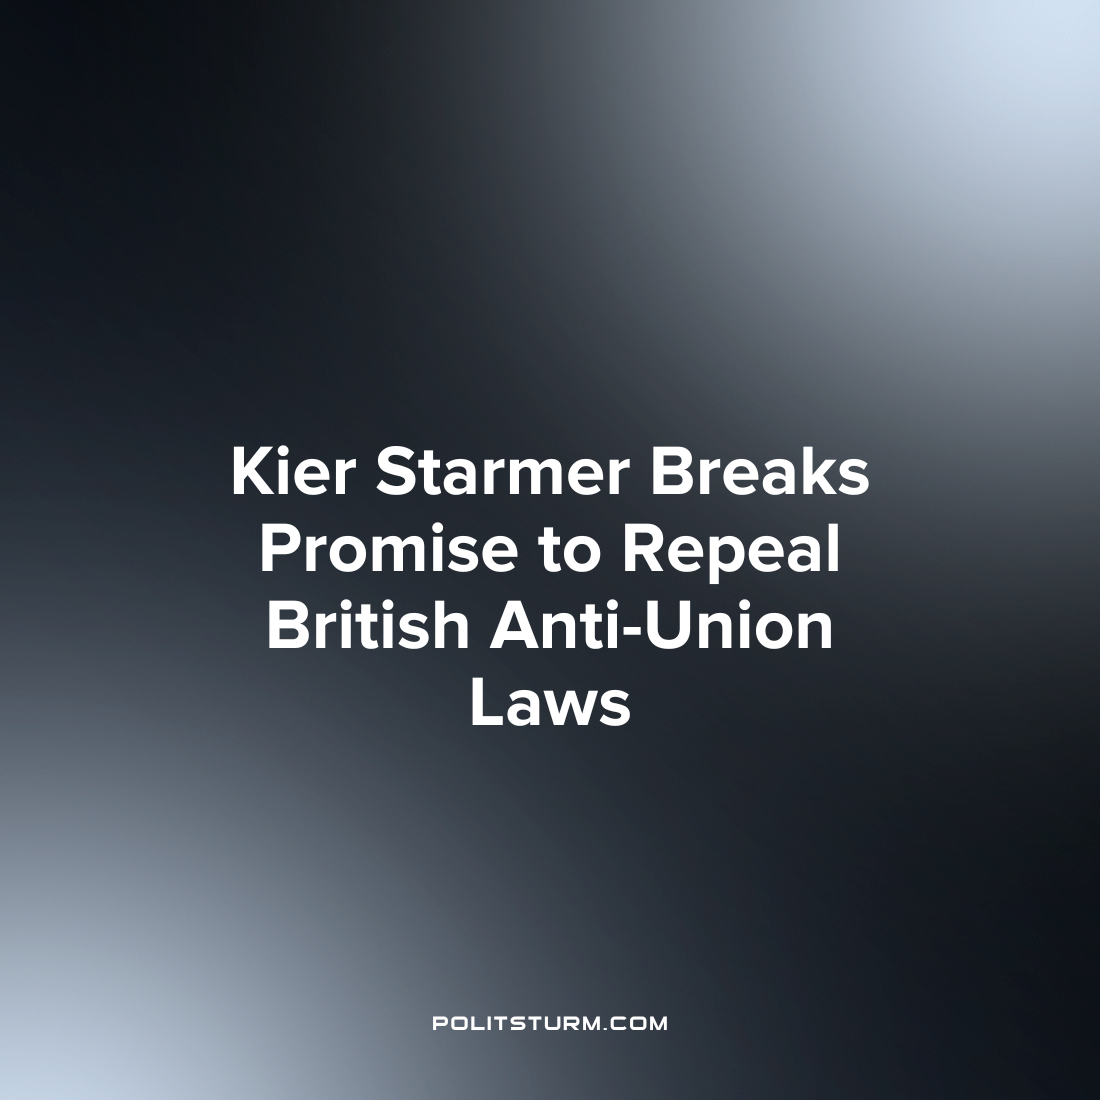 Kier Starmer Breaks
Promise to Repeal
British Anti-Union
Laws
POLITSTURM.COM